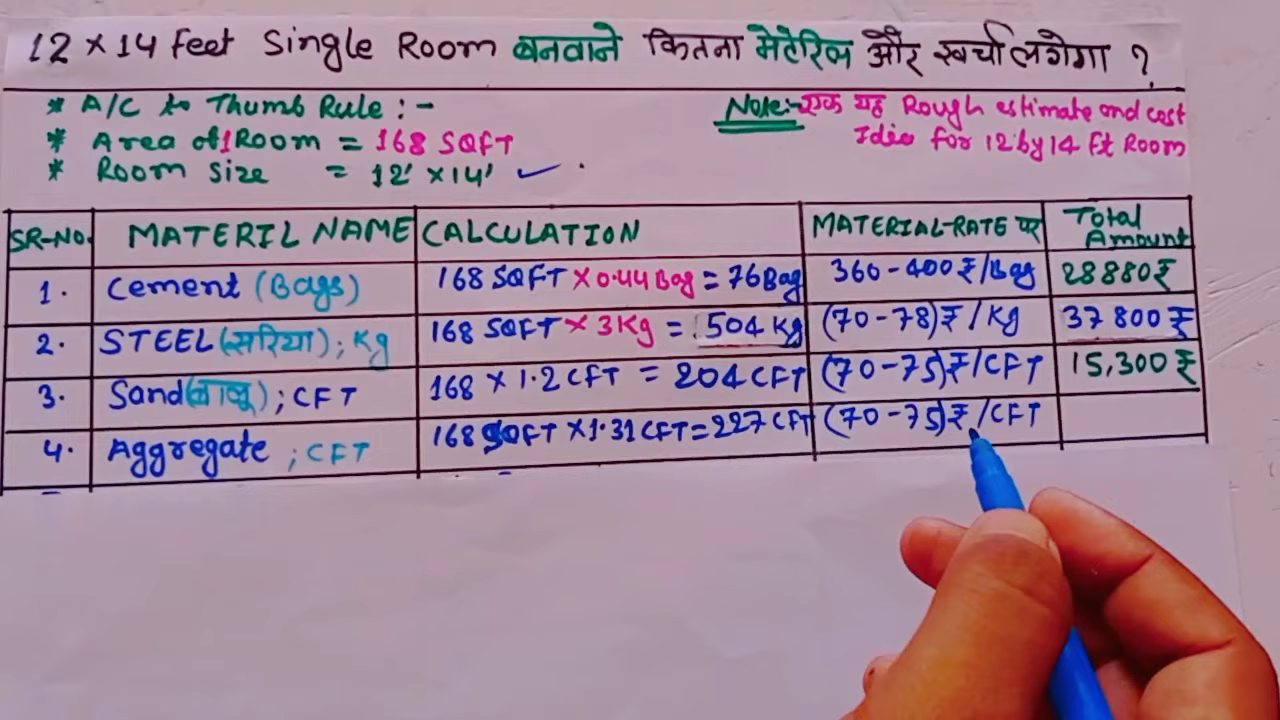 12 × 14 Feet Single Room बनवाने कितना मेटेरिल और खर्चा लगेगा ?
* A/C to Thumb Rule : -
* Area of 1 Room = 168 SQFT
* Room Size = 12' × 14'
Note:- एक यह Rough estimate and cost
Idia for 12 by 14 ft Room
SR-NO. MATERIL NAME CALCULATION MATERIAL-RATE पर Total Amount
1. Cement (Bags) 168 SQFT × 0.44 Bag = 76 Bag 360 - 400 ₹/Bag 28880 ₹
2. STEEL (सरिया) ; Kg 168 SQFT × 3 Kg = 504 Kg (70 - 78) ₹/Kg 37800 ₹
3. Sand (बालू) ; CFT 168 × 1.2 CFT = 204 CFT (70 - 75) ₹/CFT 15,300 ₹
4. Aggregate ; CFT 168 SQFT × 1.31 CFT = 227 CFT (70 - 75) ₹/CFT